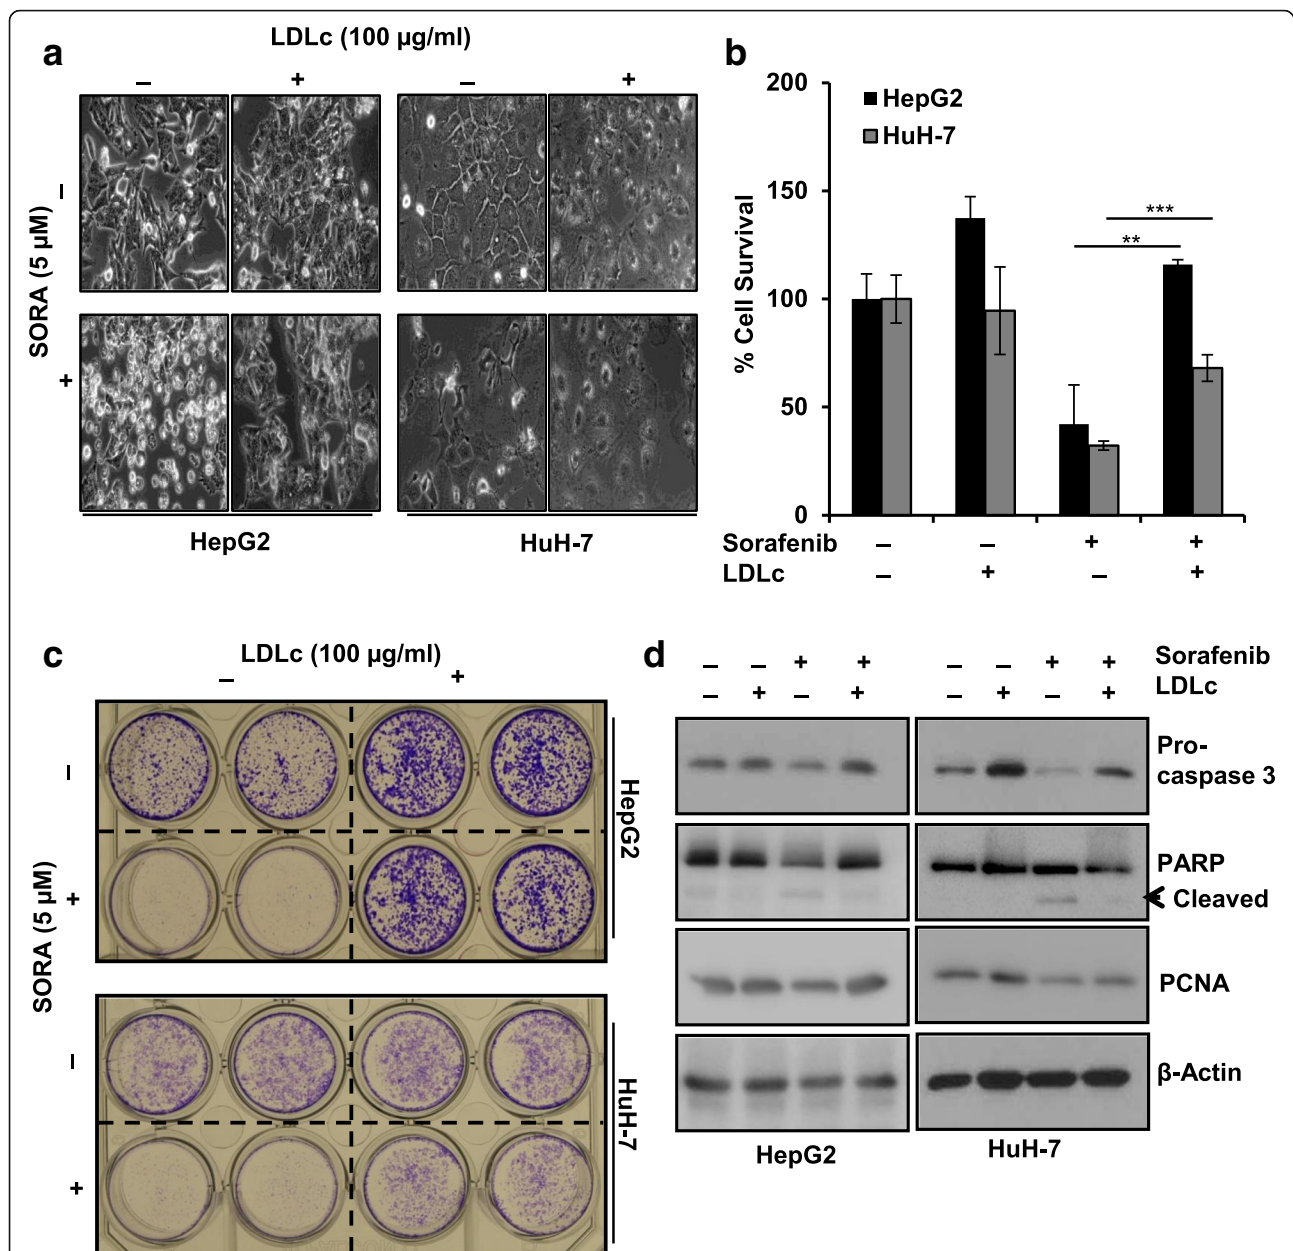 a
LDLc (100 µg/ml)
– + – +
SORA (5 µM)
–
+
HepG2 HuH-7
b
200
150
100
50
0
% Cell Survival
HepG2
HuH-7
**
***
Sorafenib – – + +
LDLc – + – +
c
LDLc (100 µg/ml)
– +
SORA (5 µM)
–
+
HepG2
–
+
HuH-7
d
– – + + – – + + Sorafenib
– + – + – + – + LDLc
Pro-
caspase 3
PARP
Cleaved
PCNA
β-Actin
HepG2 HuH-7